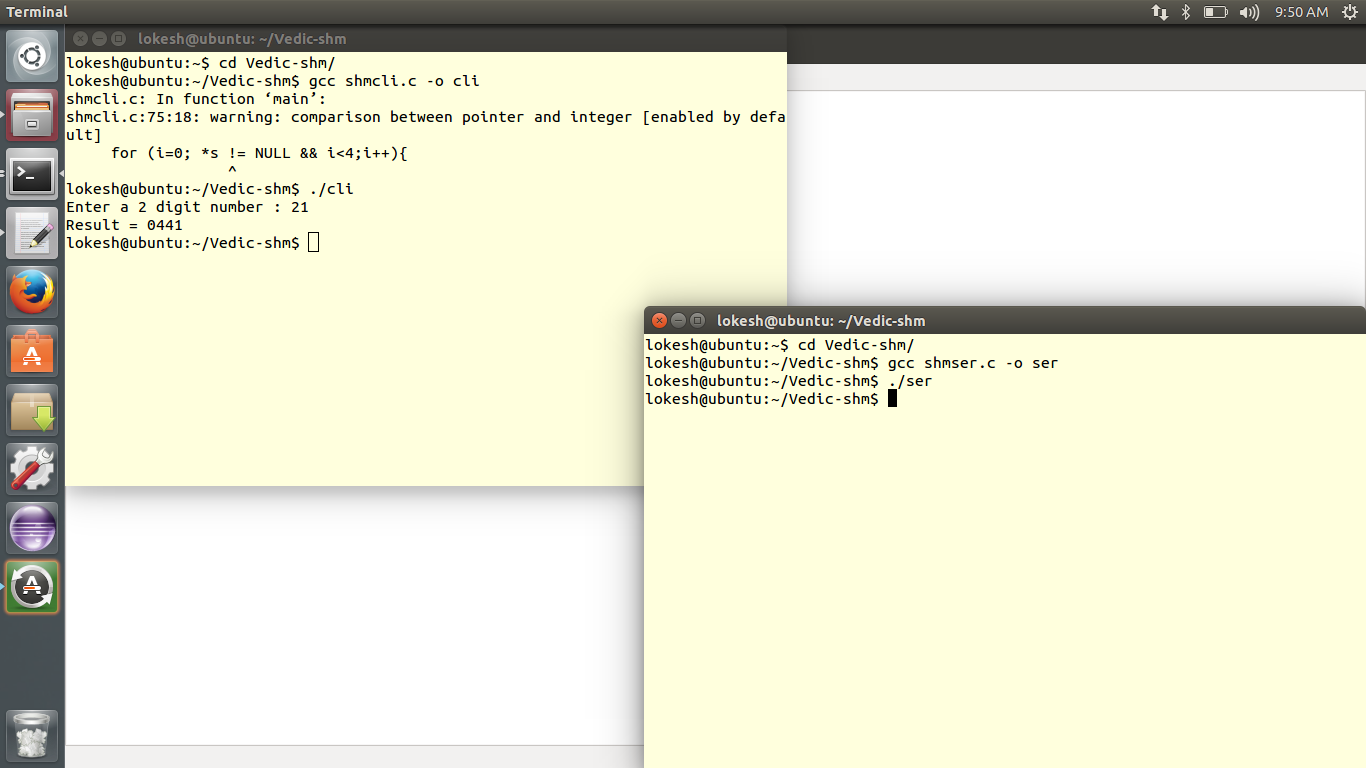 Terminal
9:50 AM
lokesh@ubuntu: ~/Vedic-shm
lokesh@ubuntu:~$ cd Vedic-shm/
lokesh@ubuntu:~/Vedic-shm$ gcc shmcli.c -o cli
shmcli.c: In function ‘main’:
shmcli.c:75:18: warning: comparison between pointer and integer [enabled by defa
ult]
     for (i=0; *s != NULL && i<4;i++){
                  ^
lokesh@ubuntu:~/Vedic-shm$ ./cli
Enter a 2 digit number : 21
Result = 0441
lokesh@ubuntu:~/Vedic-shm$
lokesh@ubuntu: ~/Vedic-shm
lokesh@ubuntu:~$ cd Vedic-shm/
lokesh@ubuntu:~/Vedic-shm$ gcc shmser.c -o ser
lokesh@ubuntu:~/Vedic-shm$ ./ser
lokesh@ubuntu:~/Vedic-shm$